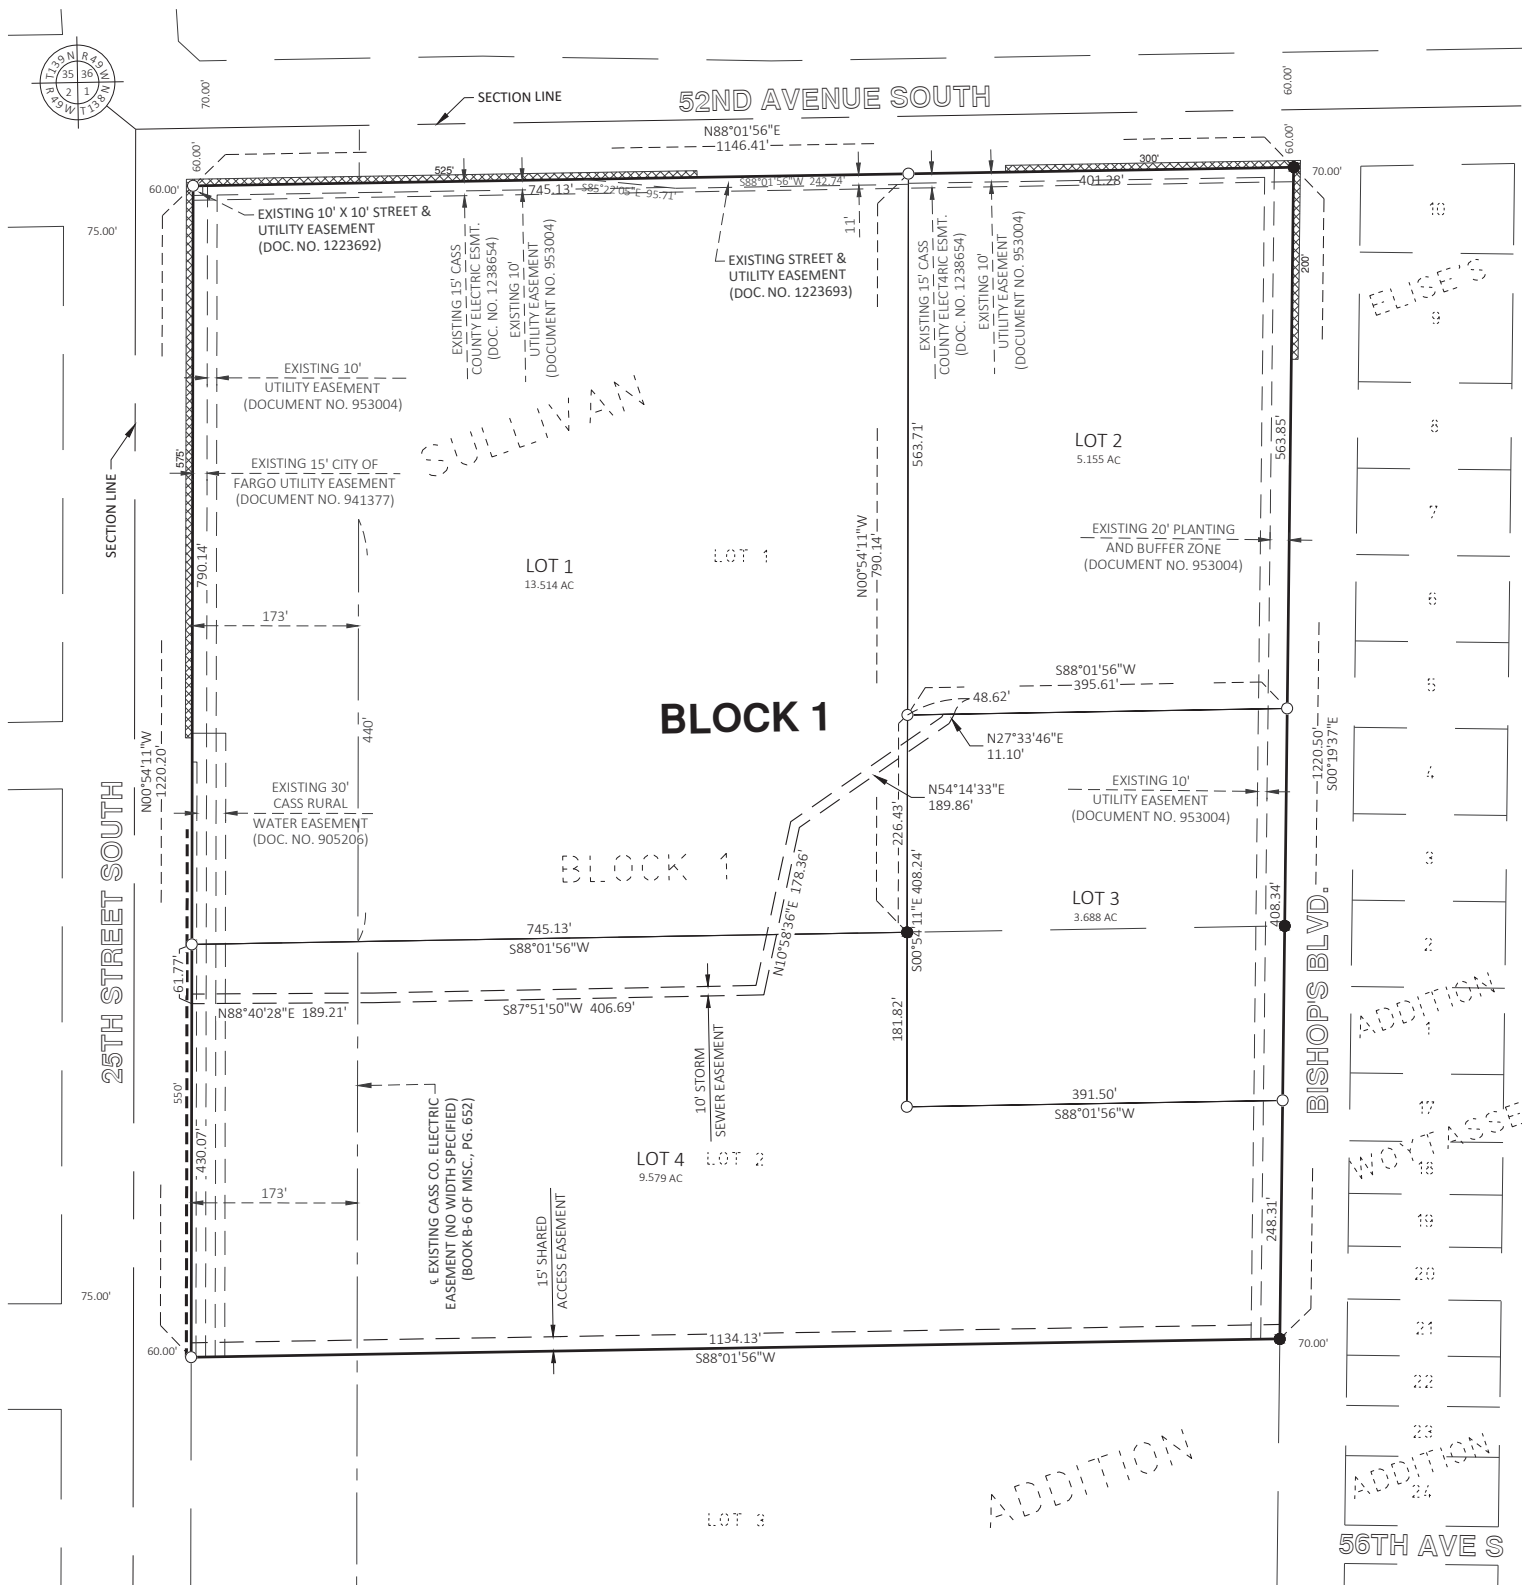 T139N R49W
35 36
2 1
R49W T138N
70.00'
60.00'
60.00'
75.00'
SECTION LINE
52ND AVENUE SOUTH
N88°01'56"E
1146.41'
60.00'
60.00'
70.00'
525'
745.13'
S85°22'05"E 95.71'
S88°01'56"W 242.74'
11'
300'
401.28'
200'
EXISTING 10' X 10' STREET &
UTILITY EASEMENT
(DOC. NO. 1223692)
EXISTING 15' CASS
COUNTY ELECTRIC ESMT.
(DOC. NO. 1238654)
EXISTING 10'
UTILITY EASEMENT
(DOCUMENT NO. 953004)
EXISTING STREET &
UTILITY EASEMENT
(DOC. NO. 1223693)
EXISTING 15' CASS
COUNTY ELECT4RIC ESMT.
(DOC. NO. 1238654)
EXISTING 10'
UTILITY EASEMENT
(DOCUMENT NO. 953004)
EXISTING 10'
UTILITY EASEMENT
(DOCUMENT NO. 953004)
SULLIVAN
EXISTING 15' CITY OF
FARGO UTILITY EASEMENT
(DOCUMENT NO. 941377)
575'
SECTION LINE
790.14'
563.71'
N00°54'11"W
790.14'
LOT 2
5.155 AC
563.85'
EXISTING 20' PLANTING
AND BUFFER ZONE
(DOCUMENT NO. 953004)
LOT 1
13.514 AC
LOT 1
173'
440'
BLOCK 1
S88°01'56"W
395.61'
48.62'
N27°33'46"E
11.10'
N54°14'33"E
189.86'
EXISTING 10'
UTILITY EASEMENT
(DOCUMENT NO. 953004)
1220.50'
S00°19'37"E
N00°54'11"W
1220.20'
EXISTING 30'
CASS RURAL
WATER EASEMENT
(DOC. NO. 905206)
BLOCK 1
N10°58'36"E 178.36'
226.43'
S00°54'11"E 408.24'
LOT 3
3.688 AC
408.34'
25TH STREET SOUTH
BISHOP'S BLVD.
745.13'
S88°01'56"W
61.77'
N88°40'28"E 189.21'
S87°51'50"W 406.69'
181.82'
10' STORM
SEWER EASEMENT
391.50'
S88°01'56"W
550'
430.07'
173'
℄ EXISTING CASS CO. ELECTRIC
EASEMENT (NO WIDTH SPECIFIED)
(BOOK B-6 OF MISC., PG. 652)
LOT 4
9.579 AC
LOT 2
15' SHARED
ACCESS EASEMENT
248.31'
75.00'
60.00'
1134.13'
S88°01'56"W
70.00'
ADDITION
LOT 3
10
ELISE'S
9
8
7
6
5
4
3
2
ADDITION
1
17
WOYTASSE
18
19
20
21
22
23
ADDITION
24
56TH AVE S